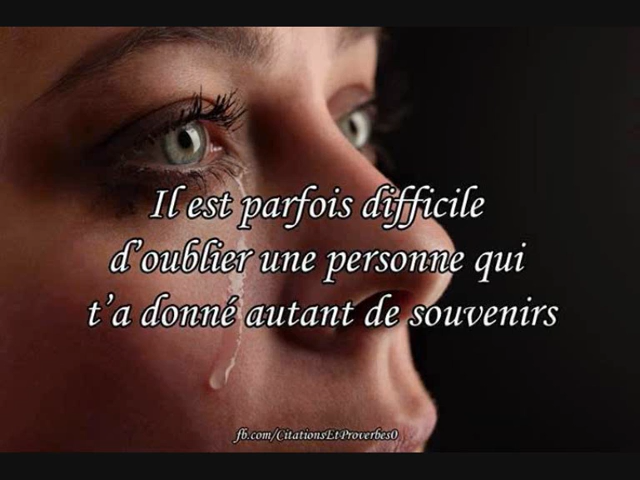 Il est parfois difficile
d'oublier une personne qui
t'a donné autant de souvenirs
fb.com/CitationsEtProverbes0